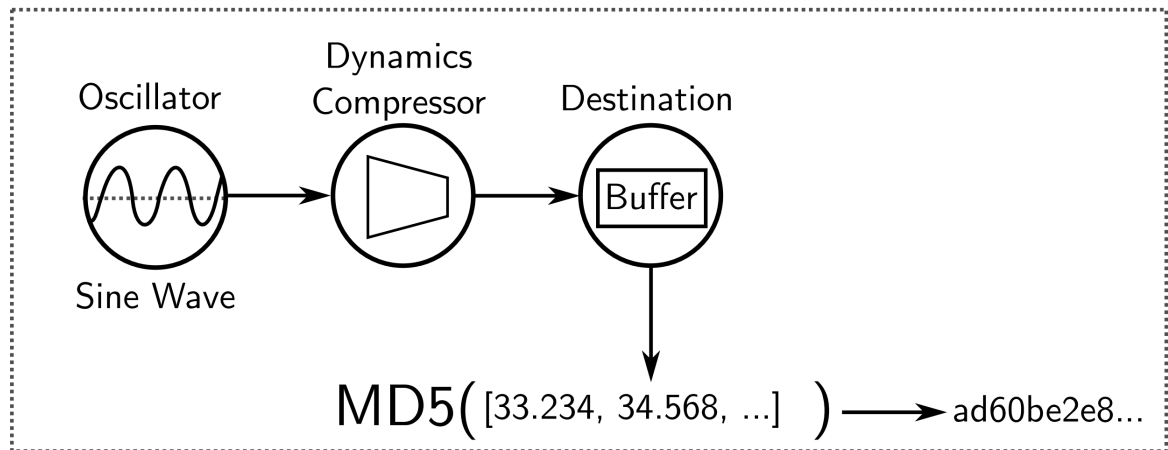 Oscillator
Sine Wave
Dynamics
Compressor
Destination
Buffer
MD5( [33.234, 34.568, ...] )
ad60be2e8...